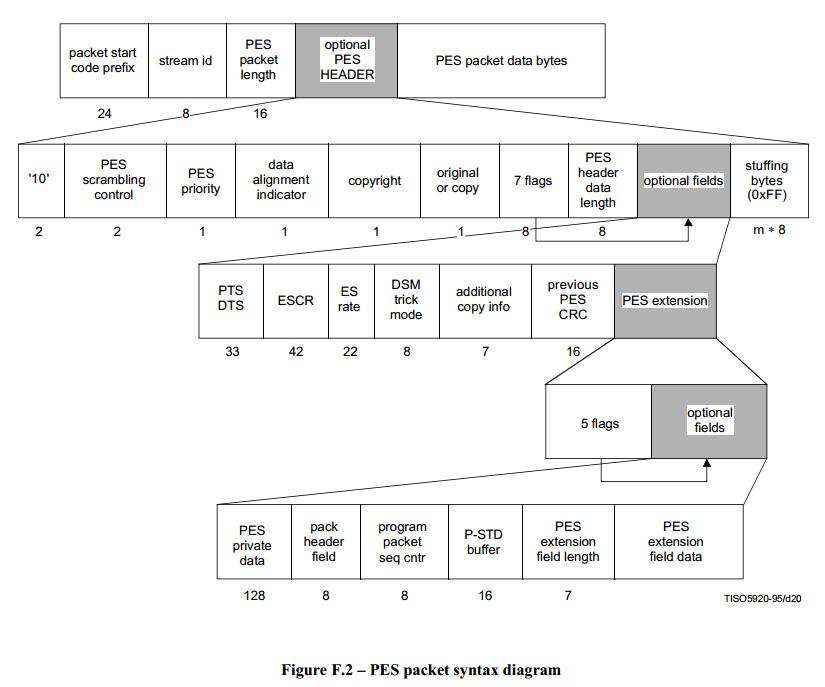 packet start
code prefix
stream id
PES
packet
length
optional
PES
HEADER
PES packet data bytes
24
8
16
'10'
PES
scrambling
control
PES
priority
data
alignment
indicator
copyright
original
or copy
7 flags
PES
header
data
length
optional fields
stuffing
bytes
(0xFF)
2
2
1
1
1
1
8
8
m ∗ 8
PTS
DTS
ESCR
ES
rate
DSM
trick
mode
additional
copy info
previous
PES
CRC
PES extension
33
42
22
8
7
16
5 flags
optional
fields
PES
private
data
pack
header
field
program
packet
seq cntr
P-STD
buffer
PES
extension
field length
PES
extension
field data
128
8
8
16
7
TISO5920-95/d20
Figure F.2 – PES packet syntax diagram